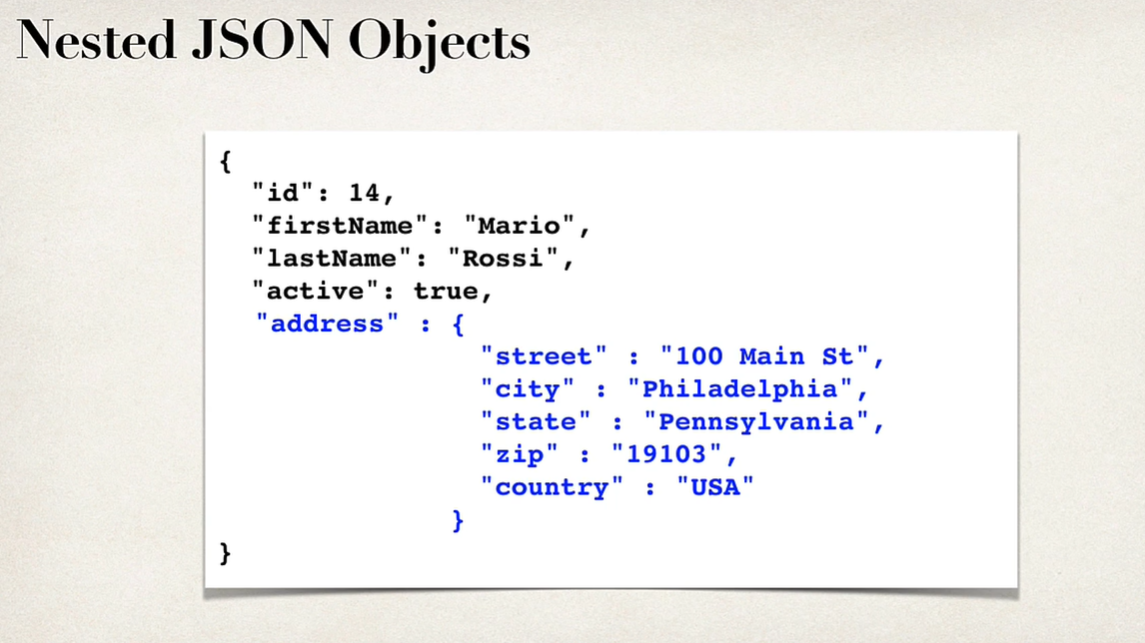 Nested JSON Objects
{
"id": 14,
"firstName": "Mario",
"lastName": "Rossi",
"active": true,
"address" : {
"street" : "100 Main St",
"city" : "Philadelphia",
"state" : "Pennsylvania",
"zip" : "19103",
"country" : "USA"
}
}